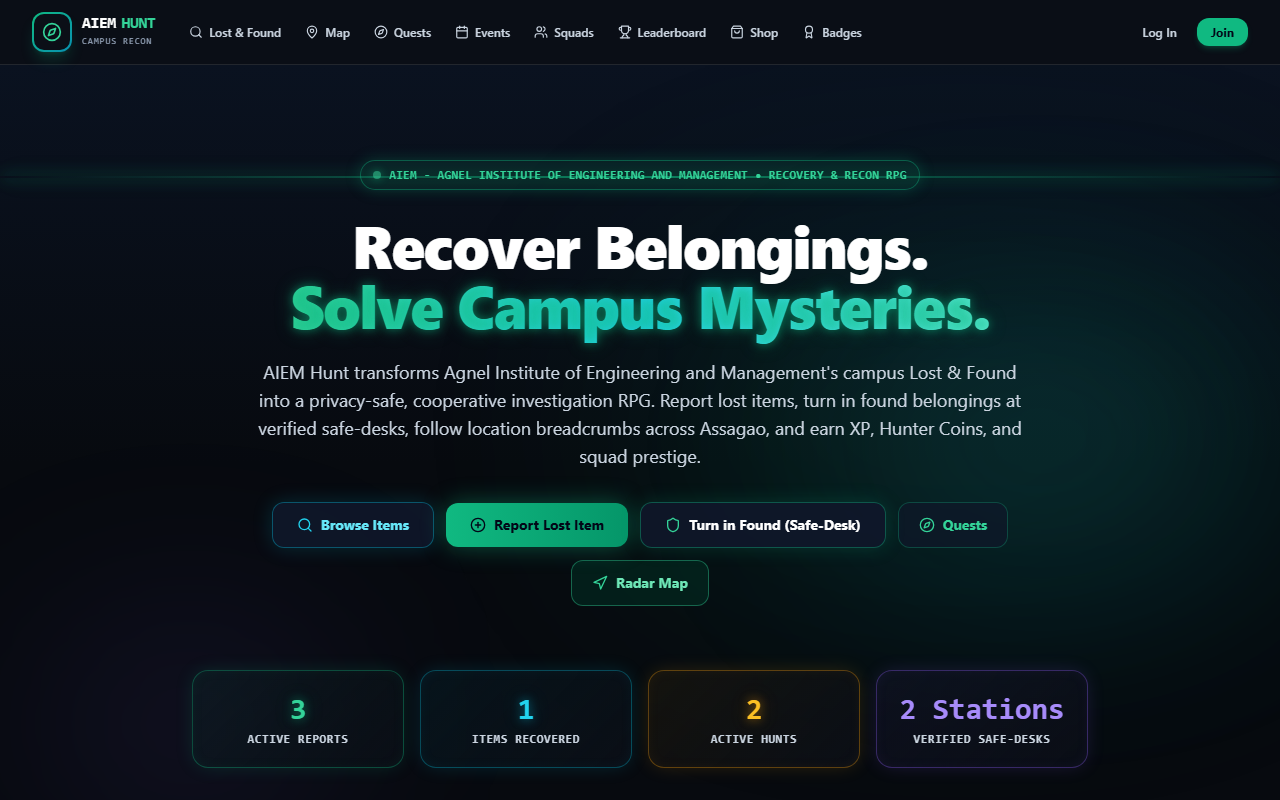 AIEM HUNT
CAMPUS RECON
Lost & Found
Map
Quests
Events
Squads
Leaderboard
Shop
Badges
Log In
Join
AIEM - AGNEL INSTITUTE OF ENGINEERING AND MANAGEMENT • RECOVERY & RECON RPG
Recover Belongings.
Solve Campus Mysteries.
AIEM Hunt transforms Agnel Institute of Engineering and Management's campus Lost & Found
into a privacy-safe, cooperative investigation RPG. Report lost items, turn in found belongings at
verified safe-desks, follow location breadcrumbs across Assagao, and earn XP, Hunter Coins, and
squad prestige.
Browse Items
Report Lost Item
Turn in Found (Safe-Desk)
Quests
Radar Map
3
ACTIVE REPORTS
1
ITEMS RECOVERED
2
ACTIVE HUNTS
2 Stations
VERIFIED SAFE-DESKS